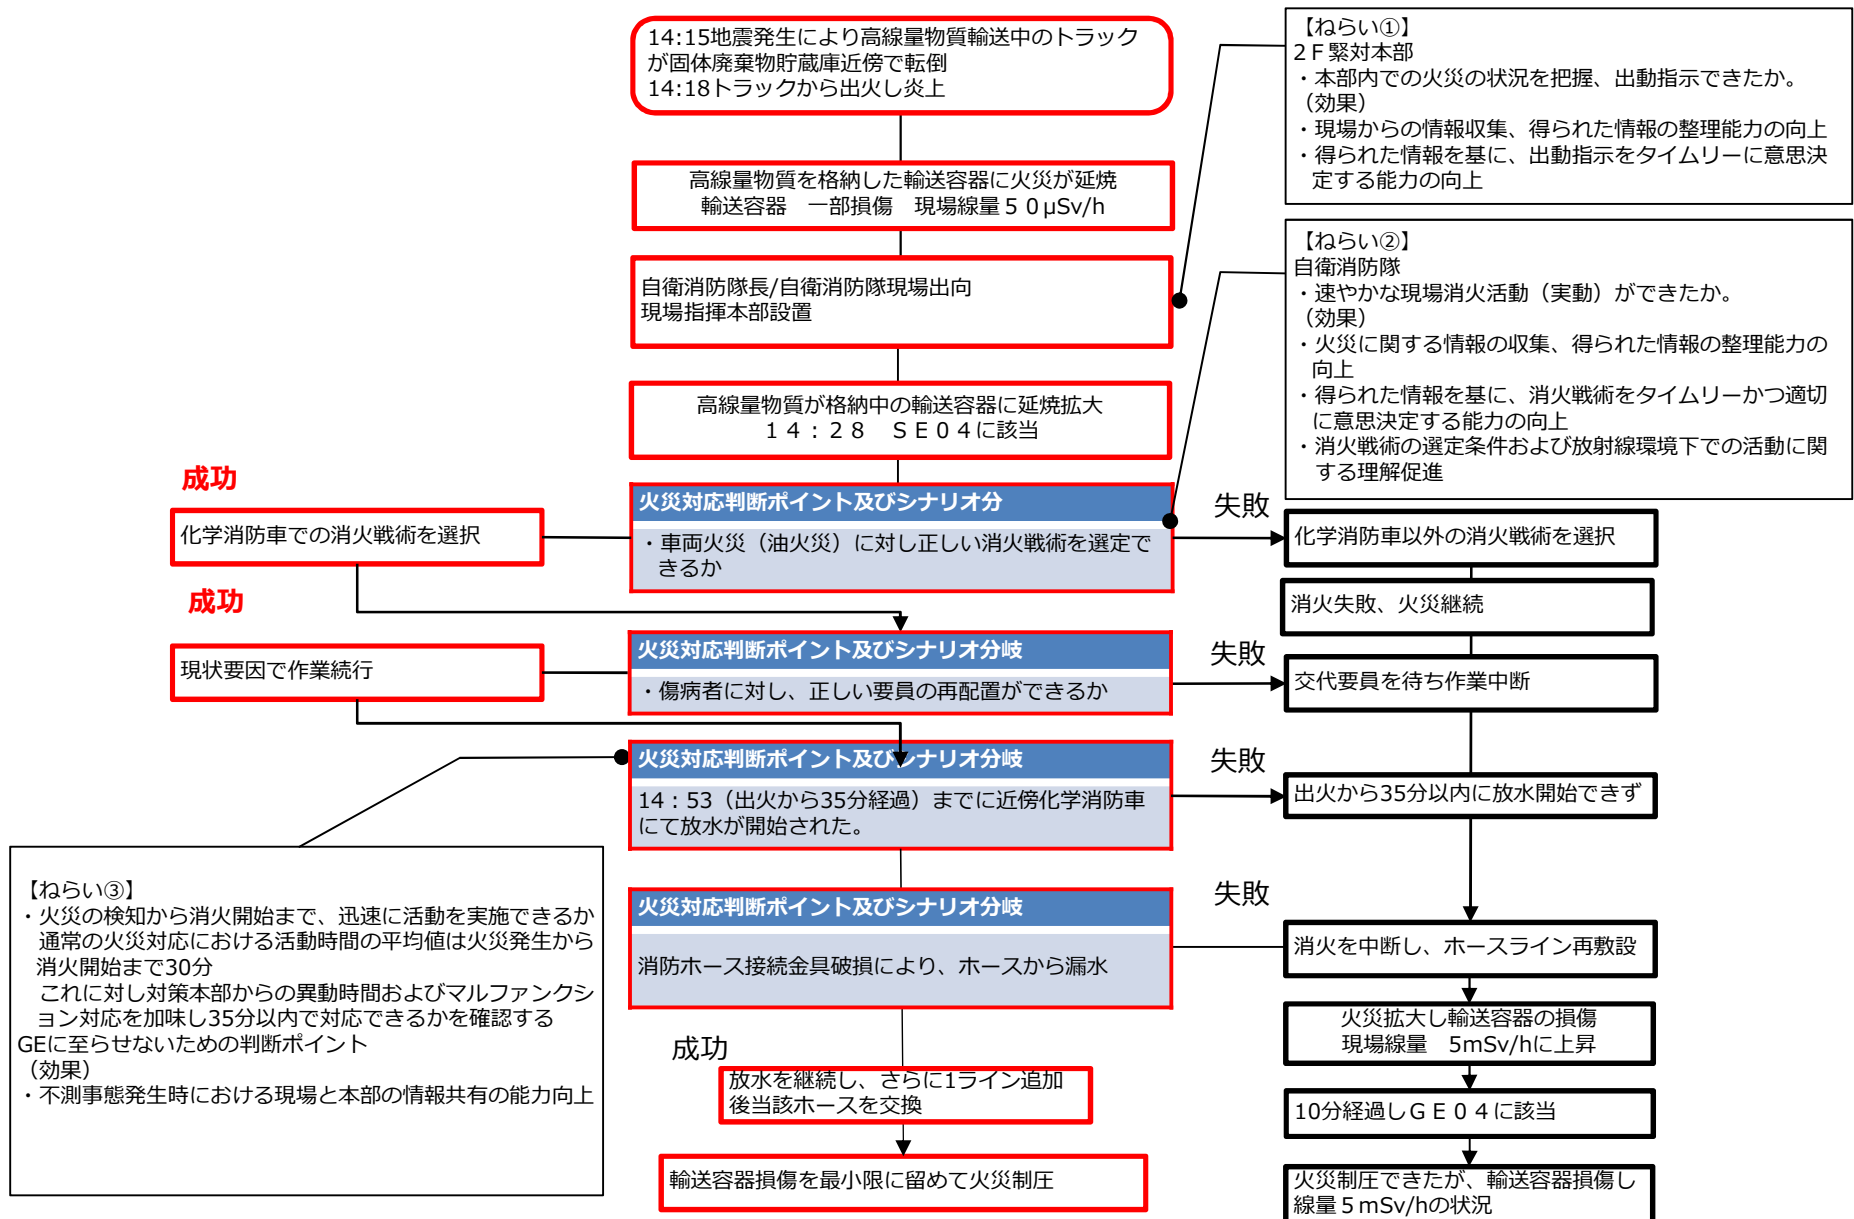 14:15地震発生により高線量物質輸送中のトラック
が固体廃棄物貯蔵庫近傍で転倒
14:18トラックから出火し炎上
高線量物質を格納した輸送容器に火災が延焼
輸送容器　一部損傷　現場線量５０μSv/h
自衛消防隊長/自衛消防隊現場出向
現場指揮本部設置
高線量物質が格納中の輸送容器に延焼拡大
１４：２８　ＳＥ０４に該当
【ねらい①】
2Ｆ緊対本部
・本部内での火災の状況を把握、出動指示できたか。
（効果）
・現場からの情報収集、得られた情報の整理能力の向上
・得られた情報を基に、出動指示をタイムリーに意思決
定する能力の向上
【ねらい②】
自衛消防隊
・速やかな現場消火活動（実動）ができたか。
（効果）
・火災に関する情報の収集、得られた情報の整理能力の
向上
・得られた情報を基に、消火戦術をタイムリーかつ適切
に意思決定する能力の向上
・消火戦術の選定条件および放射線環境下での活動に関
する理解促進
成功
化学消防車での消火戦術を選択
火災対応判断ポイント及びシナリオ分
・車両火災（油火災）に対し正しい消火戦術を選定で
きるか
失敗
化学消防車以外の消火戦術を選択
消火失敗、火災継続
成功
現状要因で作業続行
火災対応判断ポイント及びシナリオ分岐
・傷病者に対し、正しい要員の再配置ができるか
失敗
交代要員を待ち作業中断
火災対応判断ポイント及びシナリオ分岐
14：53（出火から35分経過）までに近傍化学消防車
にて放水が開始された。
失敗
出火から35分以内に放水開始できず
【ねらい③】
・火災の検知から消火開始まで、迅速に活動を実施できるか
通常の火災対応における活動時間の平均値は火災発生から
消火開始まで30分
これに対し対策本部からの異動時間およびマルファンクシ
ョン対応を加味し35分以内で対応できるかを確認する
GEに至らせないための判断ポイント
（効果）
・不測事態発生時における現場と本部の情報共有の能力向上
火災対応判断ポイント及びシナリオ分岐
消防ホース接続金具破損により、ホースから漏水
失敗
消火を中断し、ホースライン再敷設
火災拡大し輸送容器の損傷
現場線量　5mSv/hに上昇
10分経過しＧＥ０４に該当
火災制圧できたが、輸送容器損傷し
線量５mSv/hの状況
成功
放水を継続し、さらに1ライン追加
後当該ホースを交換
輸送容器損傷を最小限に留めて火災制圧